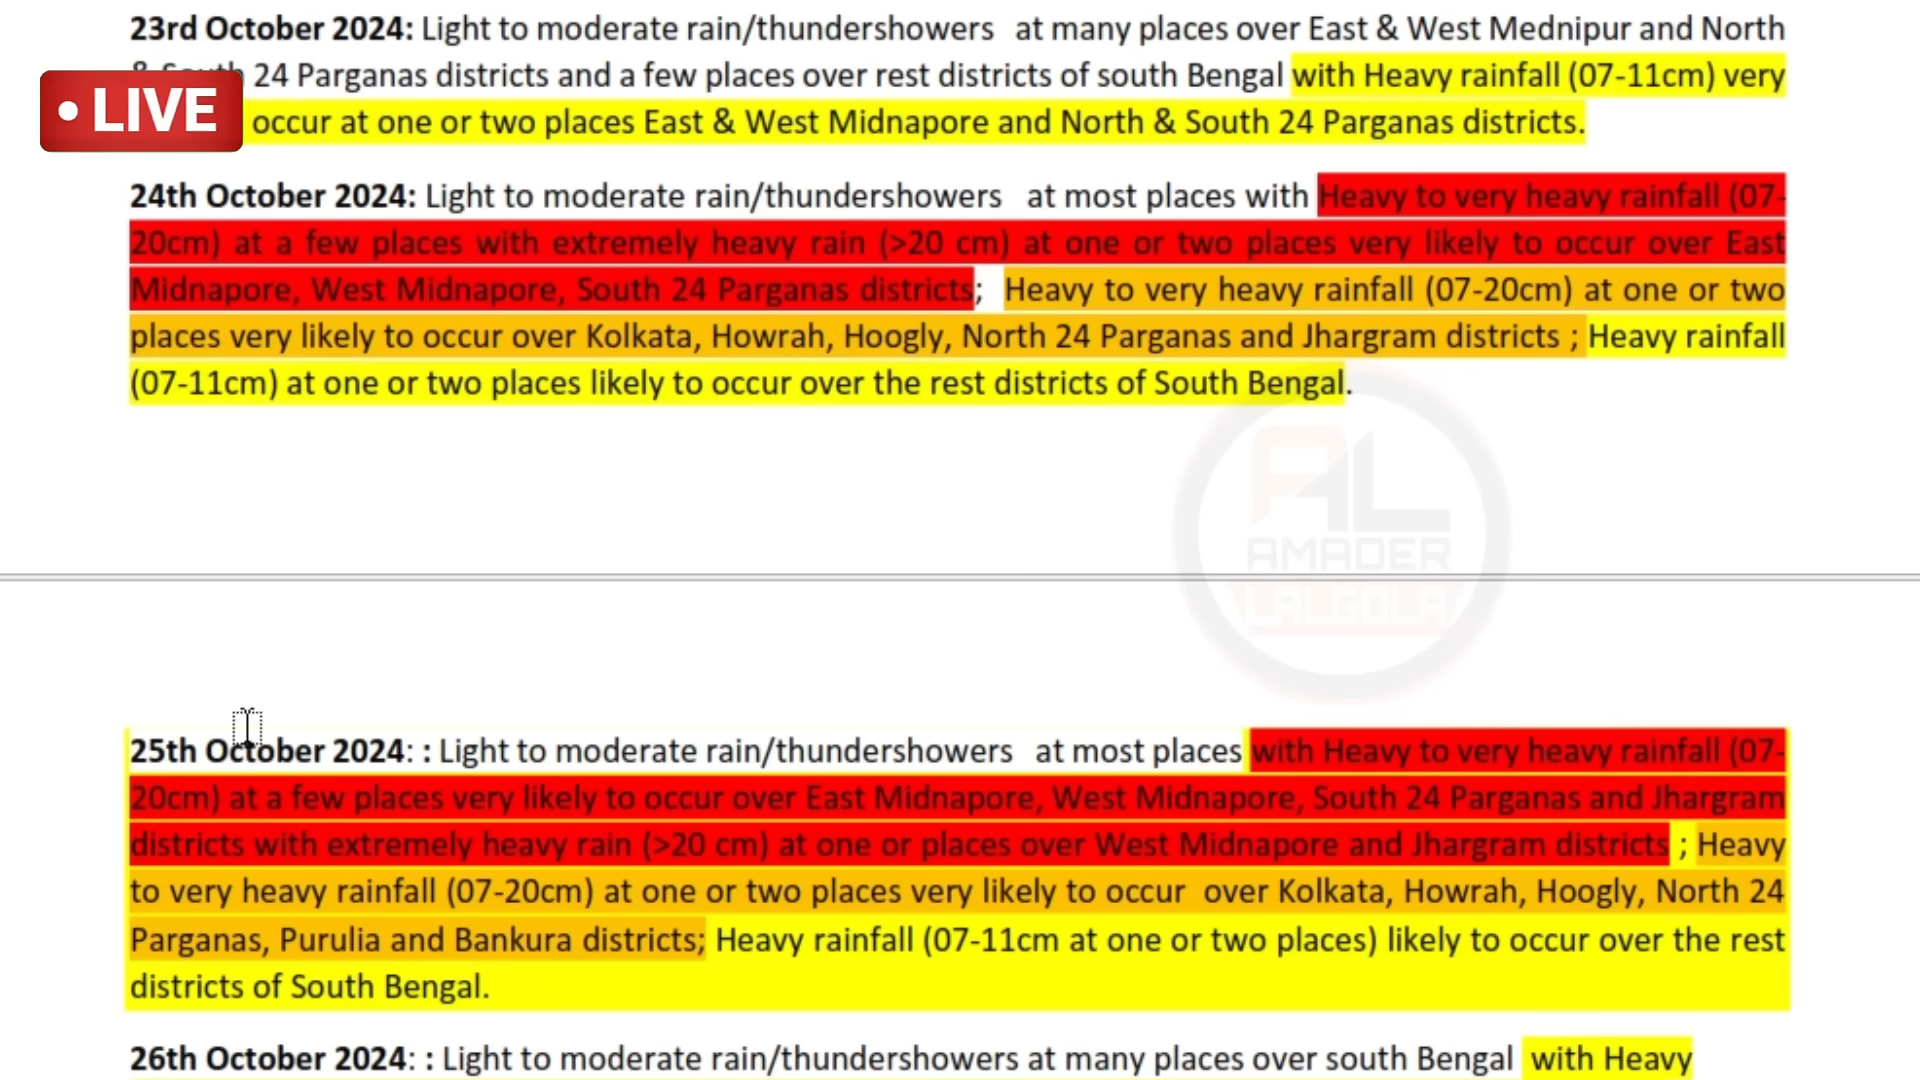 23rd October 2024: Light to moderate rain/thundershowers at many places over East & West Mednipur and North
& South 24 Parganas districts and a few places over rest districts of south Bengal with Heavy rainfall (07-11cm) very
• LIVE
occur at one or two places East & West Midnapore and North & South 24 Parganas districts.
24th October 2024: Light to moderate rain/thundershowers at most places with Heavy to very heavy rainfall (07-
20cm) at a few places with extremely heavy rain (>20 cm) at one or two places very likely to occur over East
Midnapore, West Midnapore, South 24 Parganas districts; Heavy to very heavy rainfall (07-20cm) at one or two
places very likely to occur over Kolkata, Howrah, Hoogly, North 24 Parganas and Jhargram districts ; Heavy rainfall
(07-11cm) at one or two places likely to occur over the rest districts of South Bengal.
AL
AMADER
LALGOLA
25th October 2024: : Light to moderate rain/thundershowers at most places with Heavy to very heavy rainfall (07-
20cm) at a few places very likely to occur over East Midnapore, West Midnapore, South 24 Parganas and Jhargram
districts with extremely heavy rain (>20 cm) at one or places over West Midnapore and Jhargram districts ; Heavy
to very heavy rainfall (07-20cm) at one or two places very likely to occur over Kolkata, Howrah, Hoogly, North 24
Parganas, Purulia and Bankura districts; Heavy rainfall (07-11cm at one or two places) likely to occur over the rest
districts of South Bengal.
26th October 2024: : Light to moderate rain/thundershowers at many places over south Bengal with Heavy